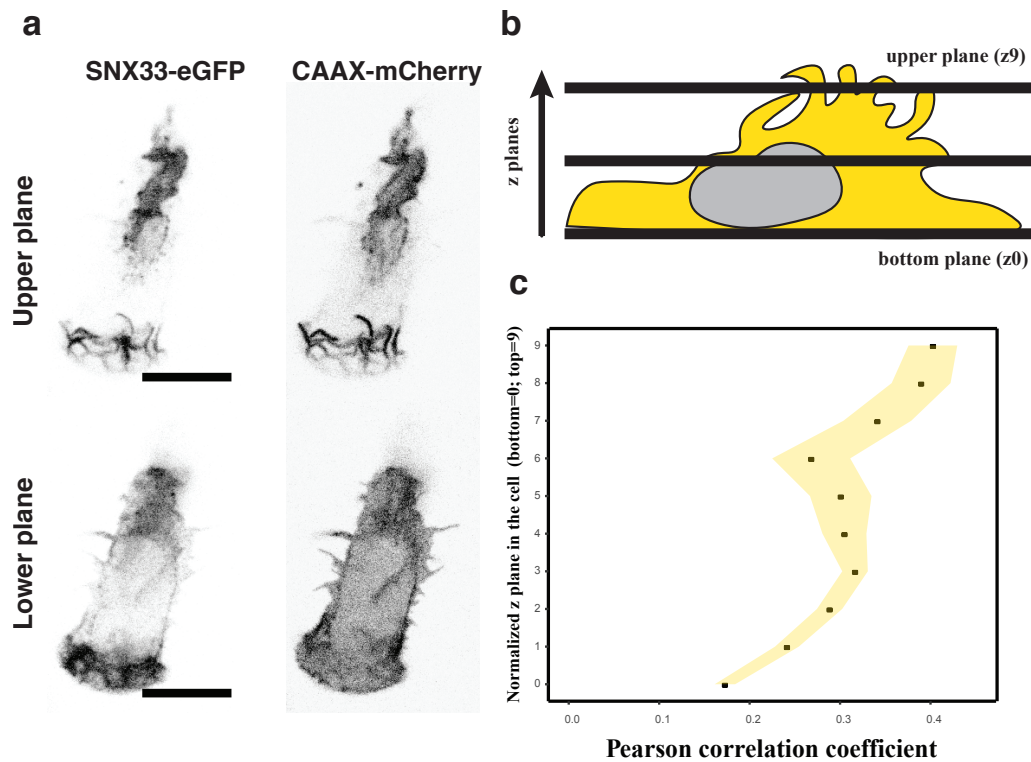 a
SNX33-eGFP
CAAX-mCherry
Upper plane
Lower plane
b
upper plane (z9)
z planes
bottom plane (z0)
c
Normalized z plane in the cell (bottom=0; top=9)
9
8
7
6
5
4
3
2
1
0
0.0 0.1 0.2 0.3 0.4
Pearson correlation coefficient